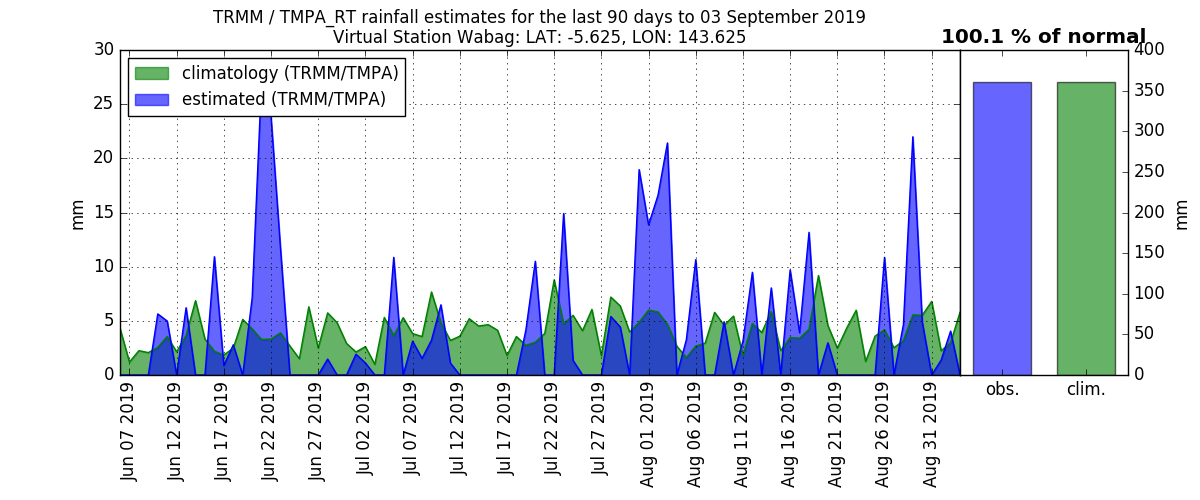 TRMM / TMPA_RT rainfall estimates for the last 90 days to 03 September 2019
Virtual Station Wabag: LAT: -5.625, LON: 143.625
100.1 % of normal
climatology (TRMM/TMPA)
estimated (TRMM/TMPA)
30
25
20
15
10
5
0
mm
Jun 07 2019
Jun 12 2019
Jun 17 2019
Jun 22 2019
Jun 27 2019
Jul 02 2019
Jul 07 2019
Jul 12 2019
Jul 17 2019
Jul 22 2019
Jul 27 2019
Aug 01 2019
Aug 06 2019
Aug 11 2019
Aug 16 2019
Aug 21 2019
Aug 26 2019
Aug 31 2019
400
350
300
250
200
150
100
50
0
mm
obs.
clim.